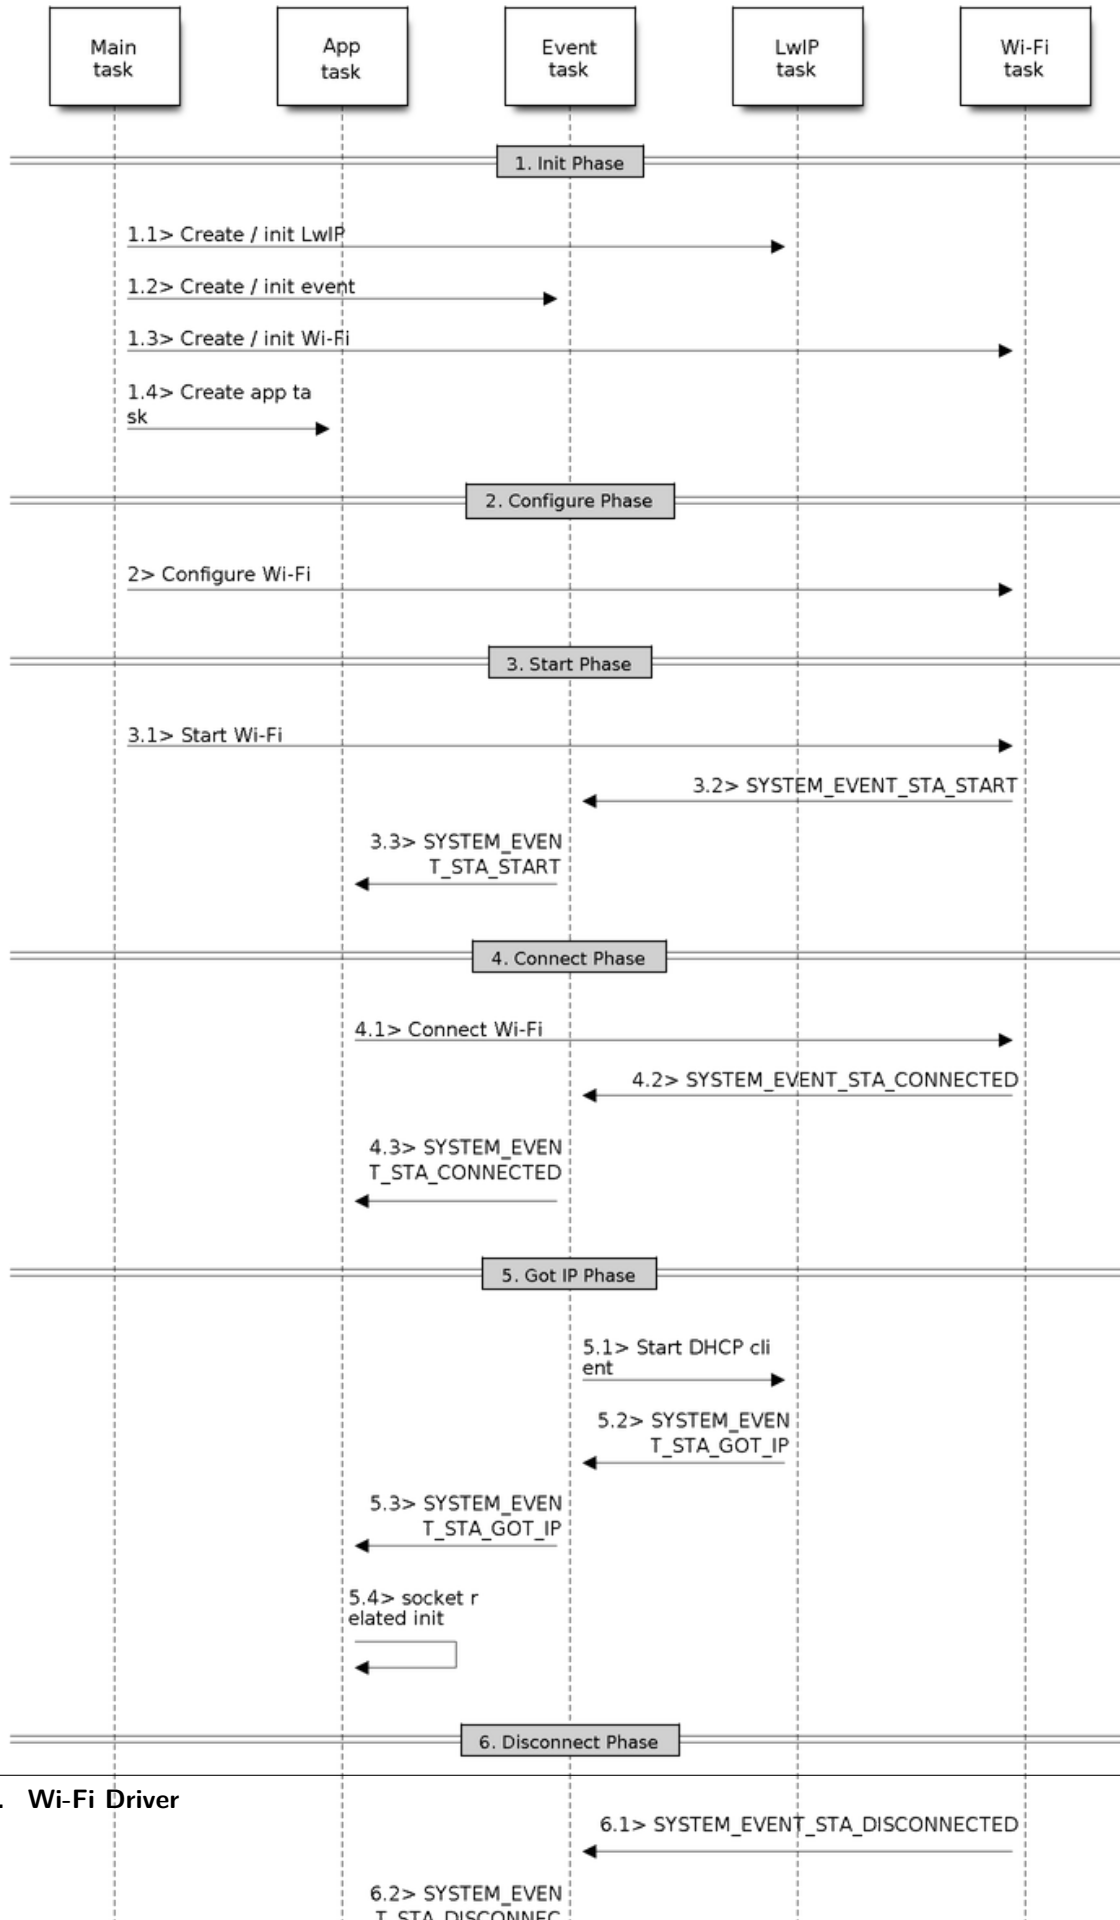 Main
task
App
task
Event
task
LwIP
task
Wi-Fi
task
1. Init Phase
1.1> Create / init LwIP
1.2> Create / init event
1.3> Create / init Wi-Fi
1.4> Create app ta
sk
2. Configure Phase
2> Configure Wi-Fi
3. Start Phase
3.1> Start Wi-Fi
3.2> SYSTEM_EVENT_STA_START
3.3> SYSTEM_EVEN
T_STA_START
4. Connect Phase
4.1> Connect Wi-Fi
4.2> SYSTEM_EVENT_STA_CONNECTED
4.3> SYSTEM_EVEN
T_STA_CONNECTED
5. Got IP Phase
5.1> Start DHCP cli
ent
5.2> SYSTEM_EVEN
T_STA_GOT_IP
5.3> SYSTEM_EVEN
T_STA_GOT_IP
5.4> socket r
elated init
6. Disconnect Phase
. Wi-Fi Driver
6.1> SYSTEM_EVENT_STA_DISCONNECTED
6.2> SYSTEM_EVEN
T_STA_DISCONNEC